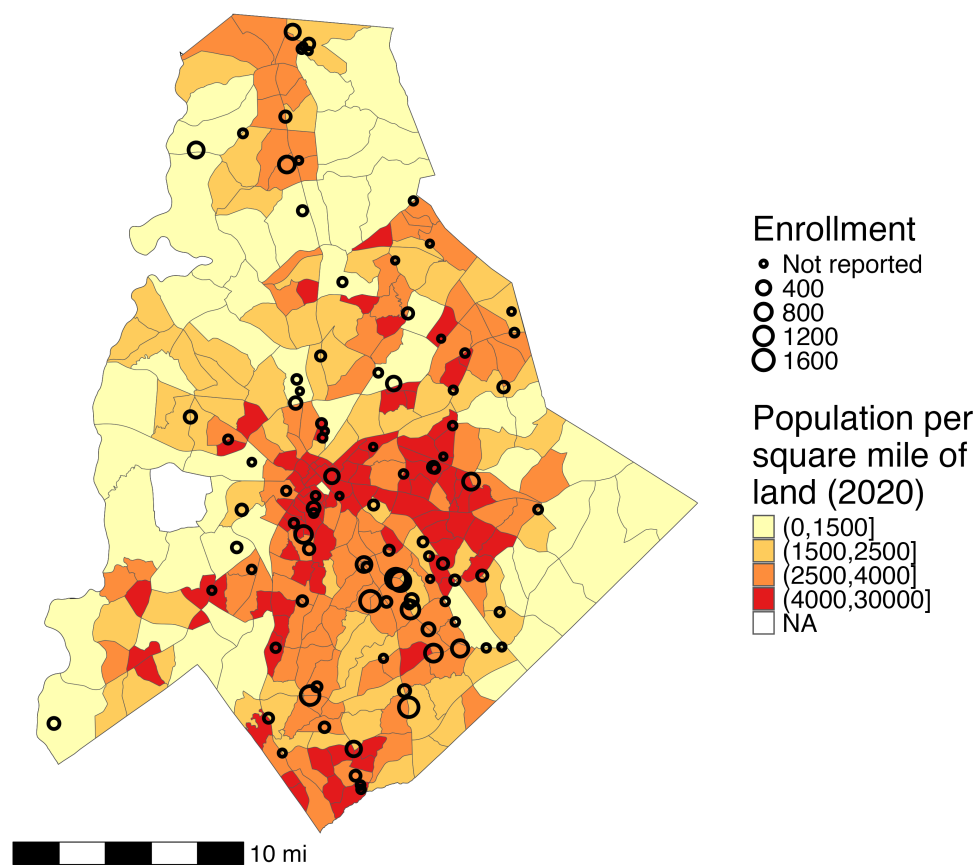 Enrollment
Not reported
400
800
1200
1600
Population per
square mile of
land (2020)
(0,1500]
(1500,2500]
(2500,4000]
(4000,30000]
NA
10 mi